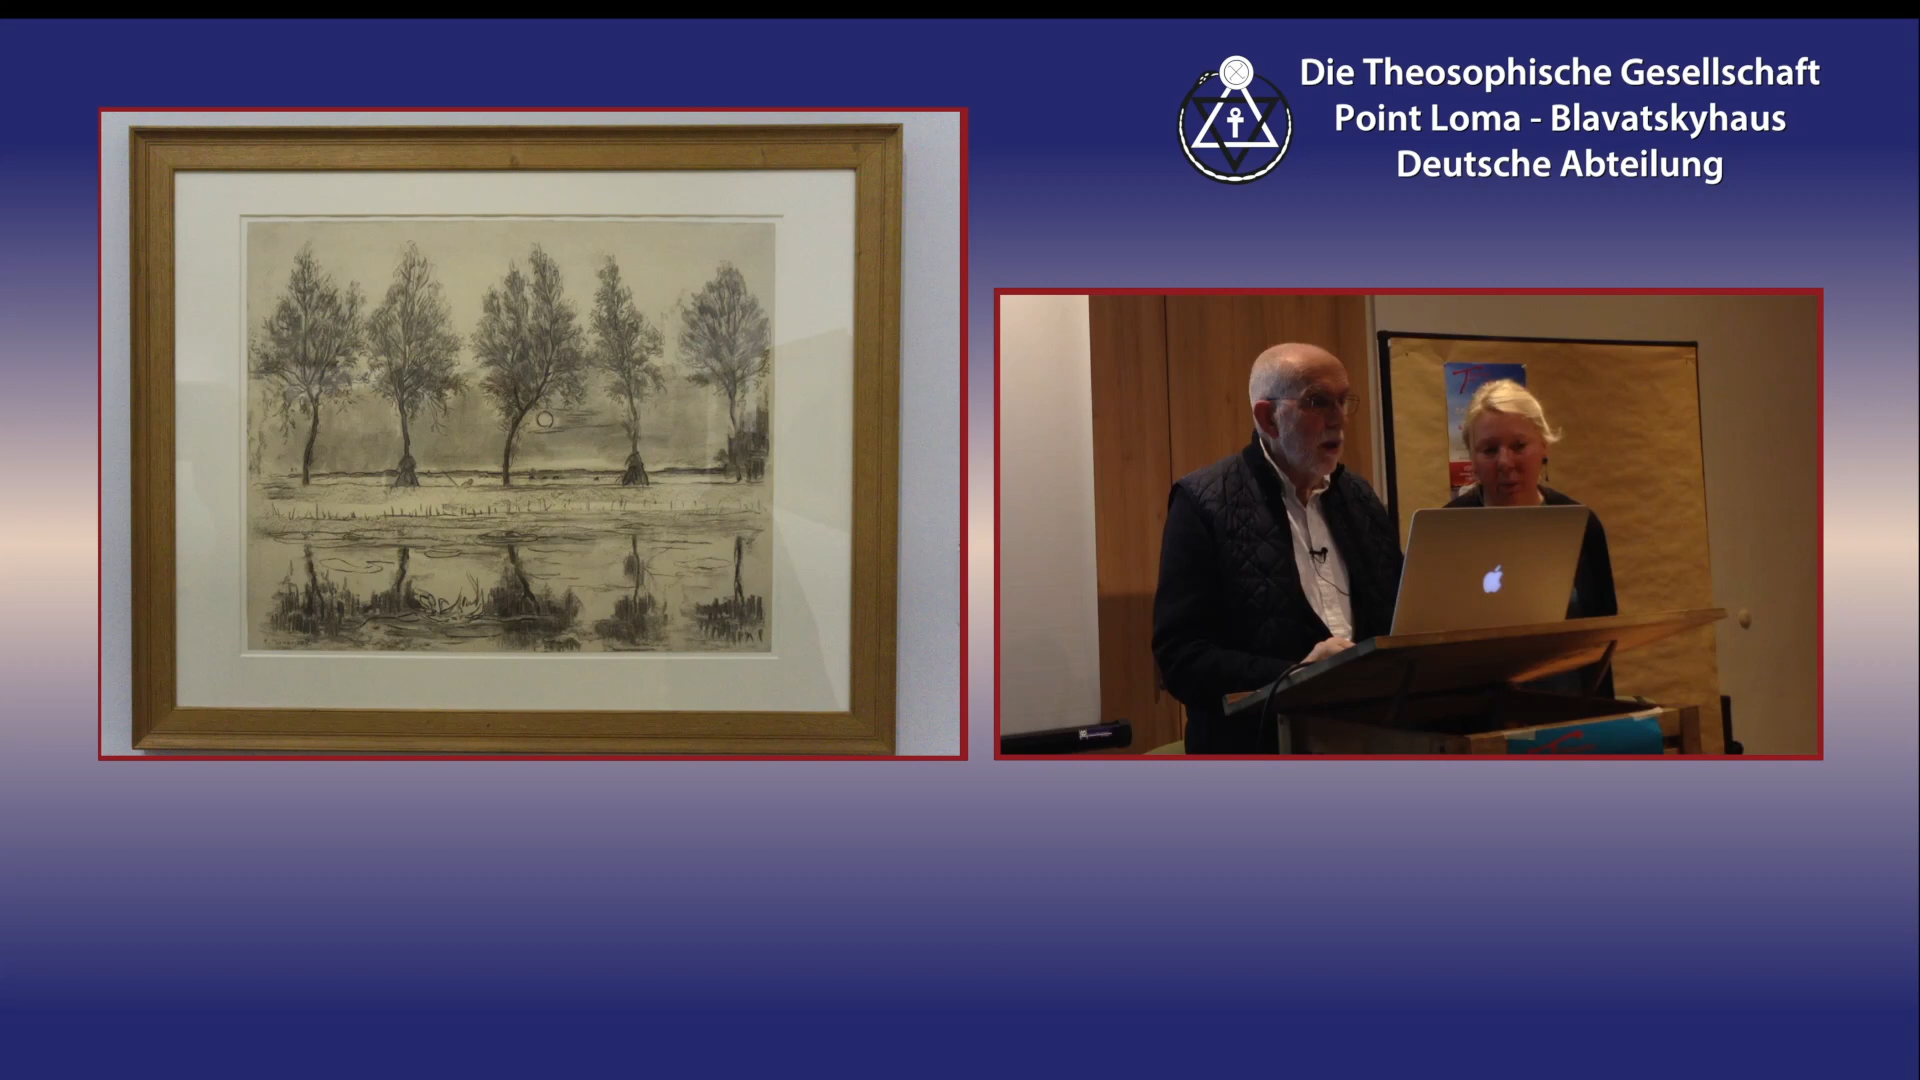 Die Theosophische Gesellschaft
Point Loma - Blavatskyhaus
Deutsche Abteilung